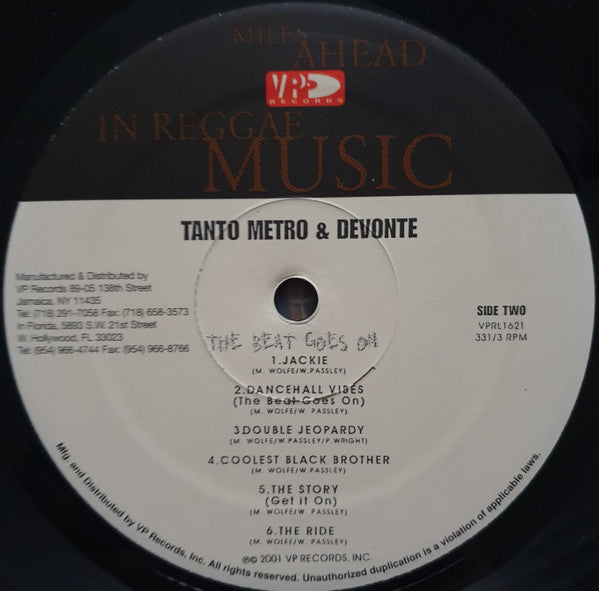 MILES
AHEAD
VP
RECORDS
IN REGGAE
MUSIC
TANTO METRO & DEVONTE
Manufactured & Distributed by
VP Records 89-05 138th Street
Jamaica, NY 11435
Tel: (718) 291-7058 Fax: (718) 658-3573
In Florida, 5893 S.W. 21st Street
W. Hollywood, FL 33023
Tel: (954) 966-4744 Fax: (954) 966-8766
SIDE TWO
VPRL1621
331/3 RPM
THE BEAT GOES ON
1.JACKIE
(M. WOLFE/W.PASSLEY)
2.DANCEHALL VIBES
(The Beat Goes On)
(M. WOLFE/W. PASSLEY)
3DOUBLE JEOPARDY
(M. WOLFE/W.PASSLEY/P.WRIGHT)
4.COOLEST BLACK BROTHER
(M. WOLFE/W. PASSLEY)
5.THE STORY
(Get it On)
(M. WOLFE/W. PASSLEY)
6.THE RIDE
(M. WOLFE/W. PASSLEY)
℗© 2001 VP RECORDS, INC.
Mfg. and Distributed by VP Records, Inc. All rights reserved. Unauthorized duplication is a violation of applicable laws.